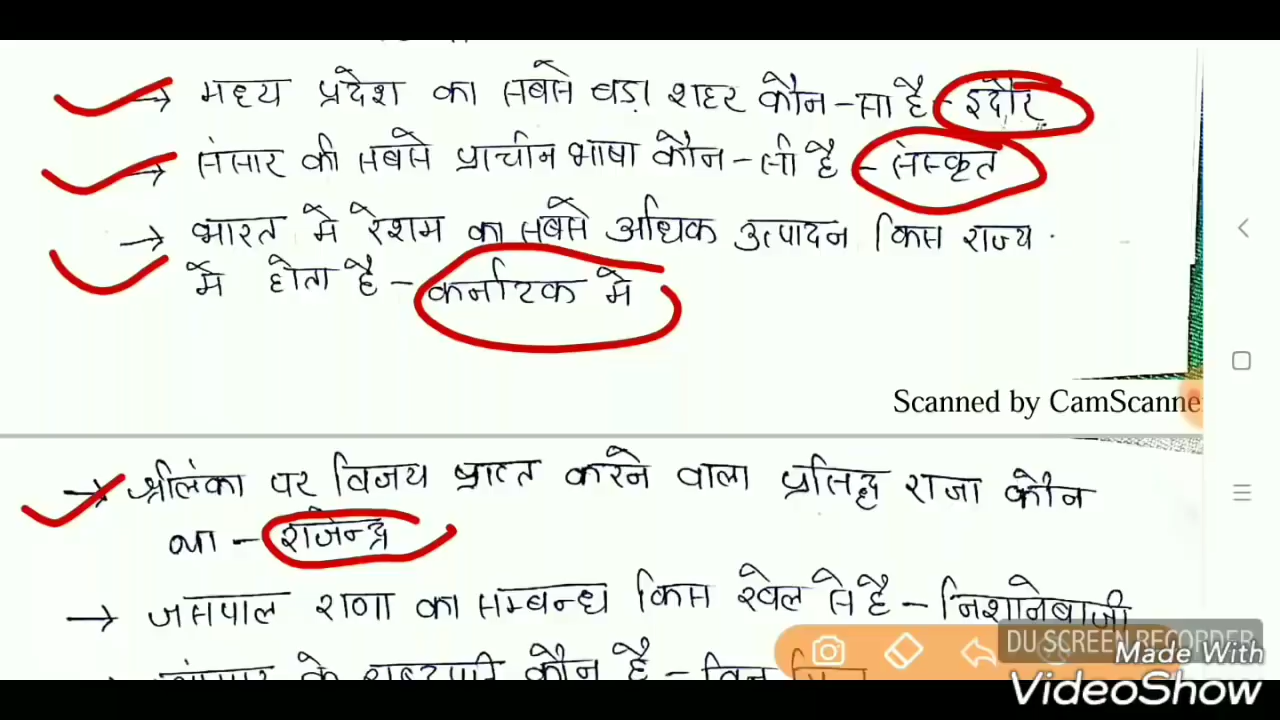 → मध्य प्रदेश का सबसे बड़ा शहर कौन-सा है - इदौर
→ संसार की सबसे प्राचीन भाषा कौन-सी है - संस्कृत
→ भारत मे रेशम का सबसे अधिक उत्पादन किस राज्य
मे होता है - कर्नाटक मे
Scanned by CamScanne
→ श्रीलंका पर विजय प्राप्त करने वाला प्रसिद्ध राजा कौन
था - राजेन्द्र
→ जसपाल राणा का सम्बन्ध किस खेल से है - निशानेबाजी
के कौन है -
DU SCREEN RECORDER
Made With
VideoShow